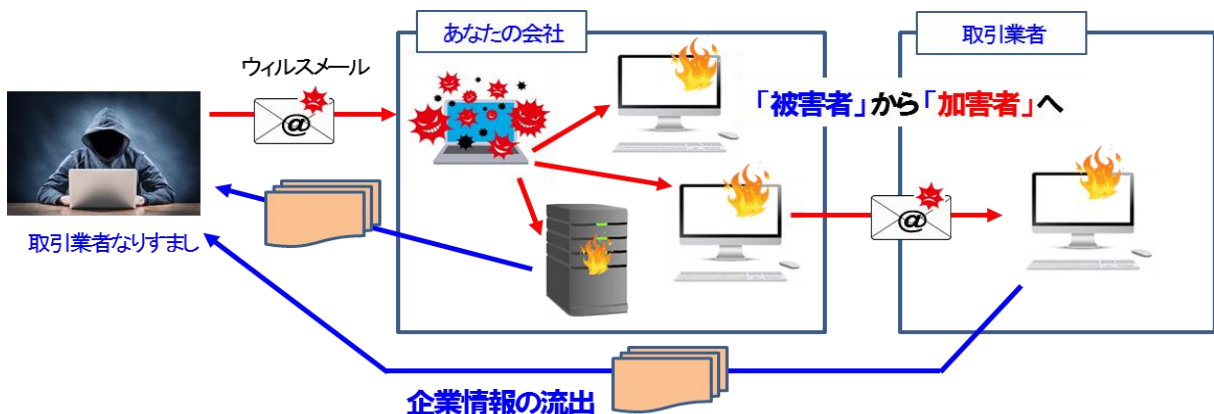 あなたの会社
取引業者
ウィルスメール
@
「被害者」から「加害者」へ
@
取引業者なりすまし
企業情報の流出